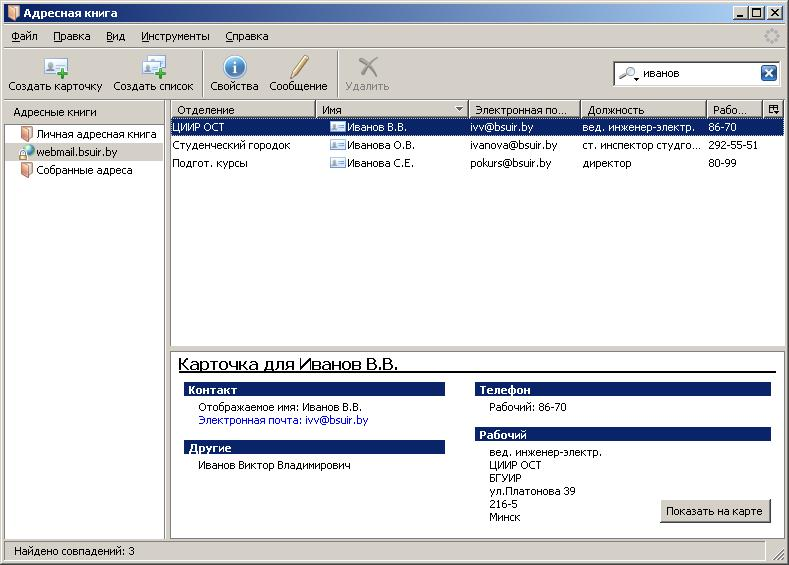 Адресная книга
Файл Правка Вид Инструменты Справка
Создать карточку Создать список Свойства Сообщение Удалить
иванов
Адресные книги
Личная адресная книга
webmail.bsuir.by
Собранные адреса
Отделение Имя Электронная по... Должность Рабо...
ЦИИР ОСТ Иванов В.В. ivv@bsuir.by вед. инженер-электр. 86-70
Студенческий городок Иванова О.В. ivanova@bsuir.by ст. инспектор студго... 292-55-51
Подгот. курсы Иванова С.Е. pokurs@bsuir.by директор 80-99
Карточка для Иванов В.В.
Контакт
Отображаемое имя: Иванов В.В.
Электронная почта: ivv@bsuir.by
Другие
Иванов Виктор Владимирович
Телефон
Рабочий: 86-70
Рабочий
вед. инженер-электр.
ЦИИР ОСТ
БГУИР
ул.Платонова 39
216-5
Минск
Показать на карте
Найдено совпадений: 3